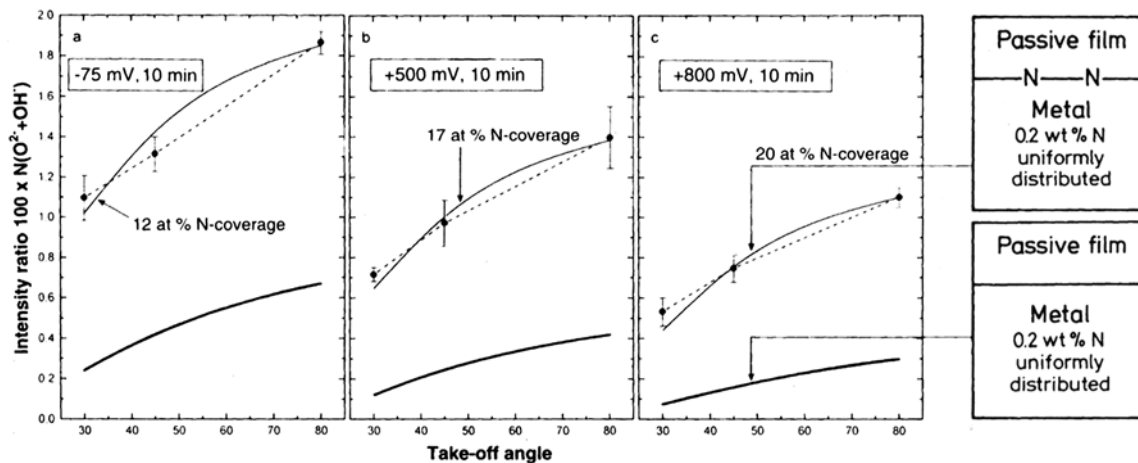 Intensity ratio 100 x N(O²⁻+OH⁻)
2.0
1.8
1.6
1.4
1.2
1.0
0.8
0.6
0.4
0.2
0.0
a
-75 mV, 10 min
12 at % N-coverage
30 40 50 60 70 80
b
+500 mV, 10 min
17 at % N-coverage
30 40 50 60 70 80
c
+800 mV, 10 min
20 at % N-coverage
30 40 50 60 70 80
Take-off angle
Passive film
N N
Metal
0.2 wt % N
uniformly
distributed
Passive film
Metal
0.2 wt % N
uniformly
distributed